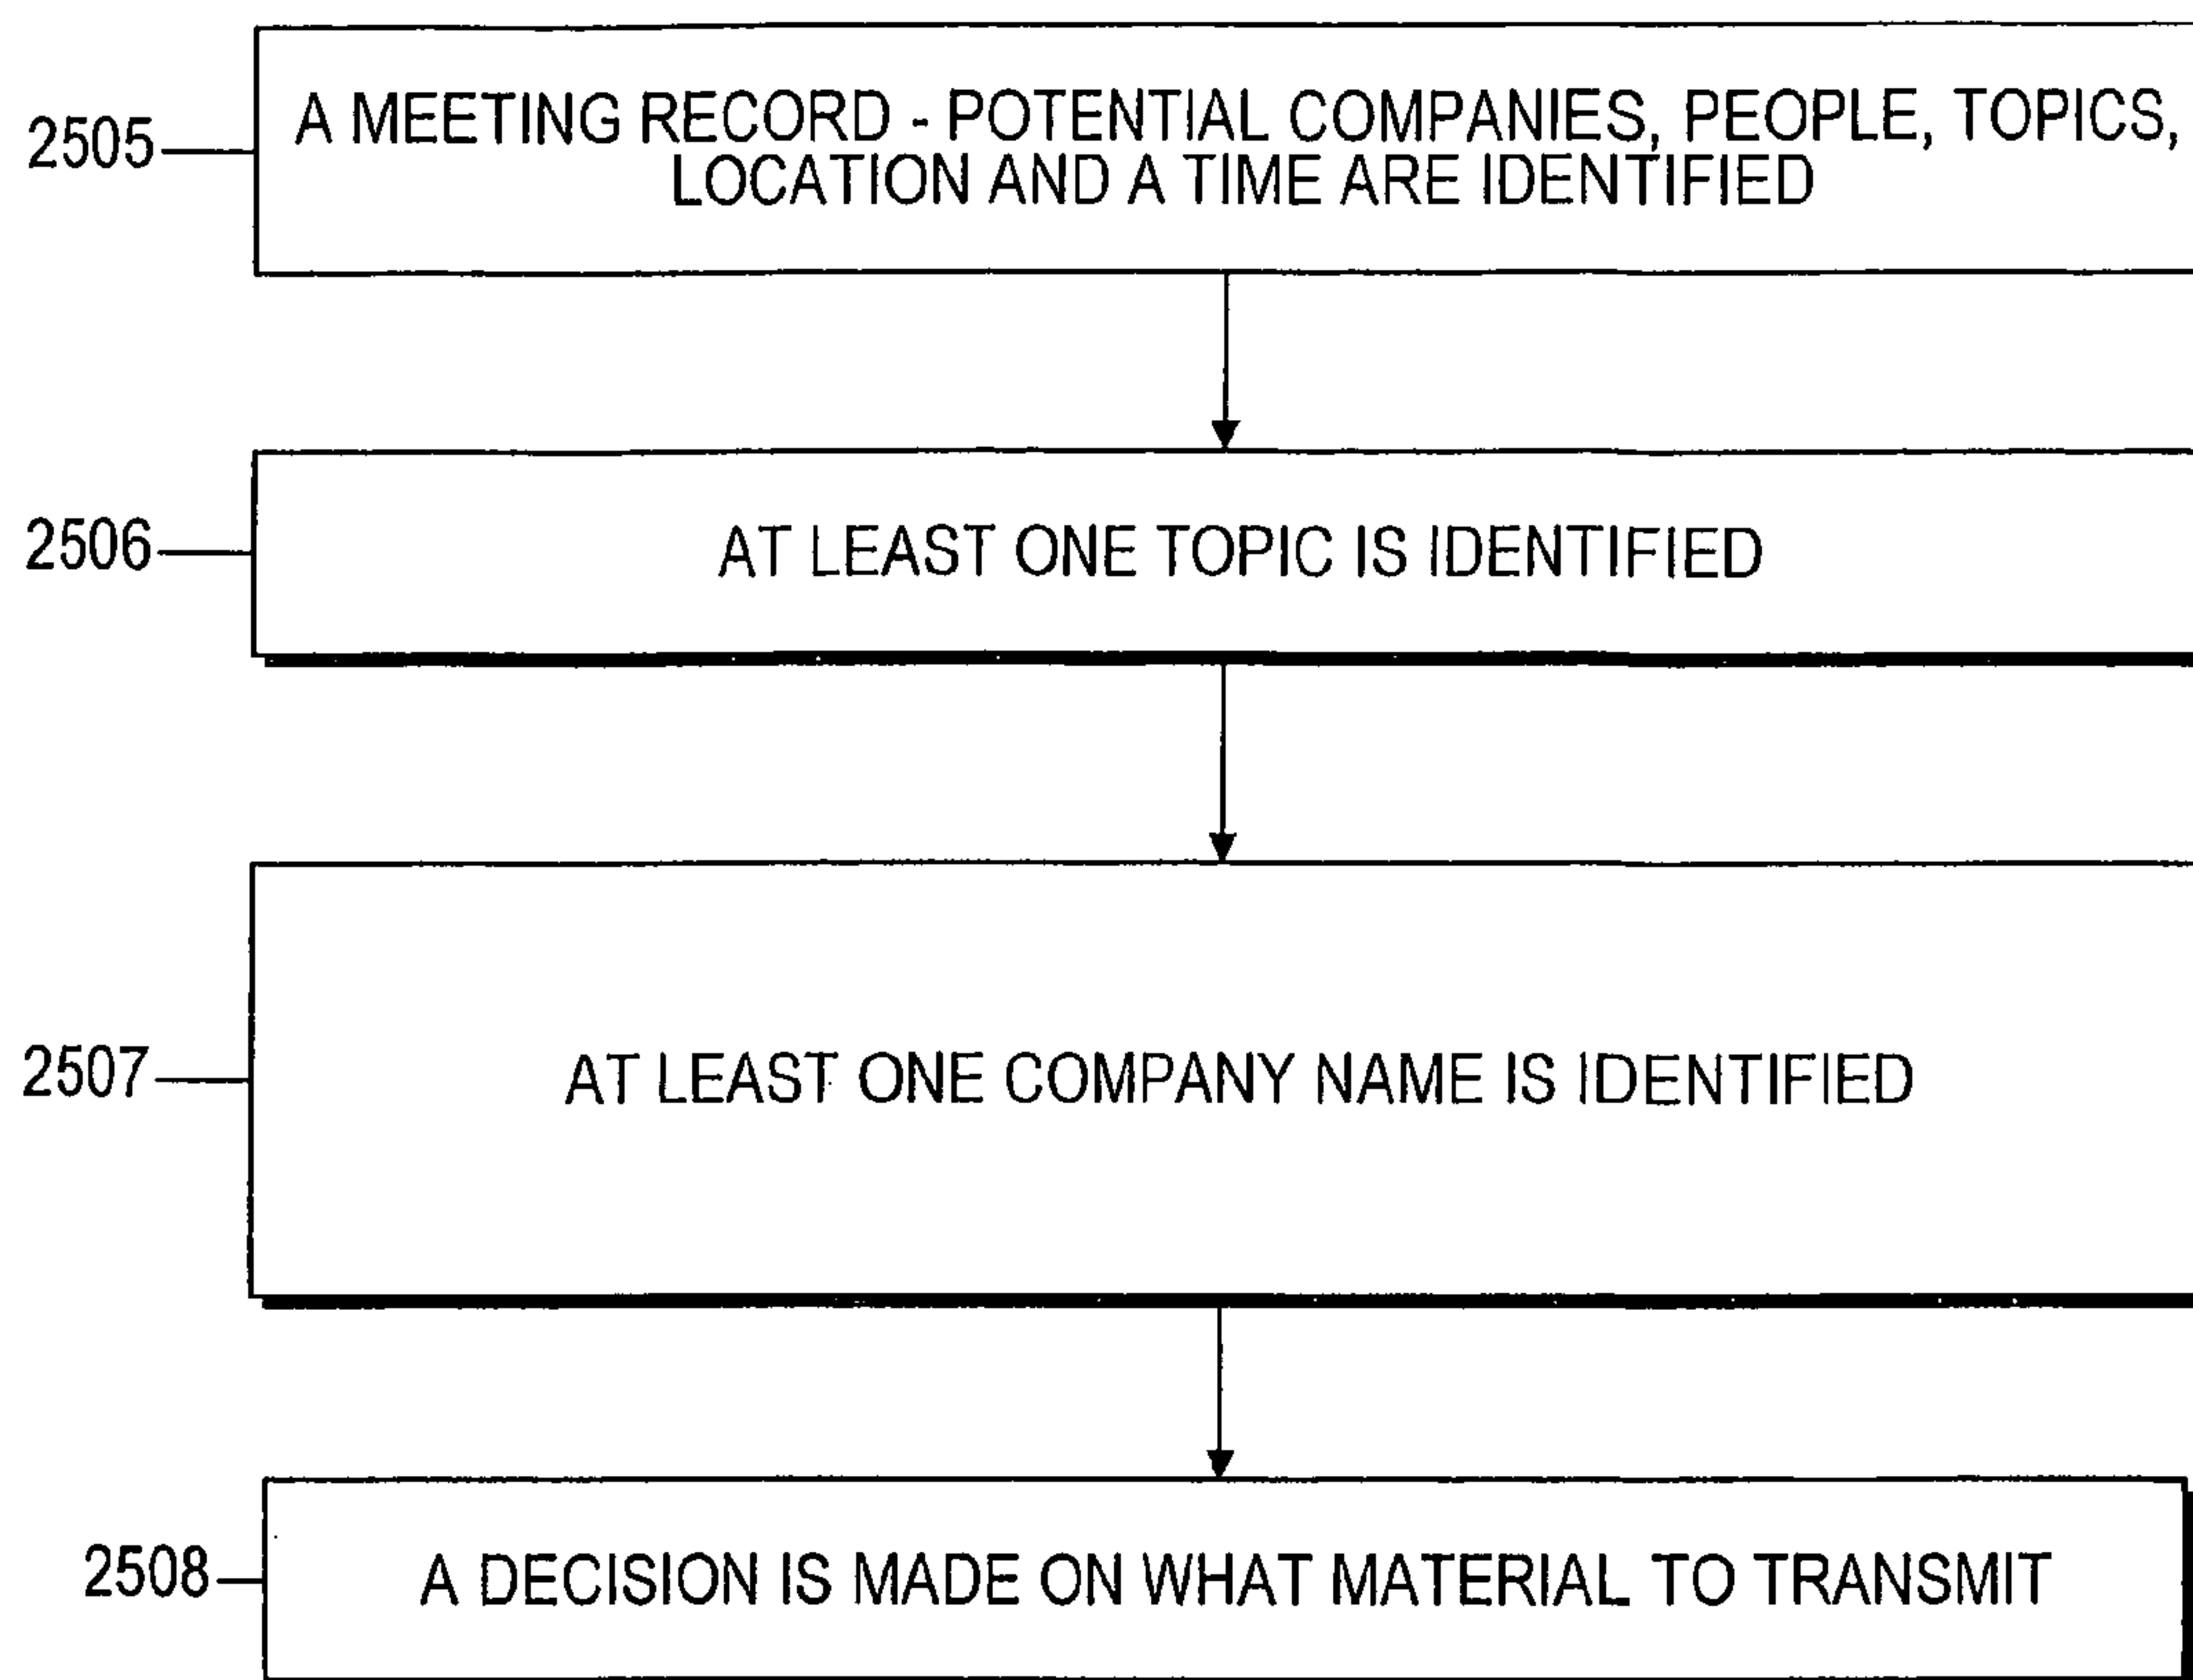 2505
A MEETING RECORD - POTENTIAL COMPANIES, PEOPLE, TOPICS,
LOCATION AND A TIME ARE IDENTIFIED
2506
AT LEAST ONE TOPIC IS IDENTIFIED
2507
AT LEAST ONE COMPANY NAME IS IDENTIFIED
2508
A DECISION IS MADE ON WHAT MATERIAL TO TRANSMIT